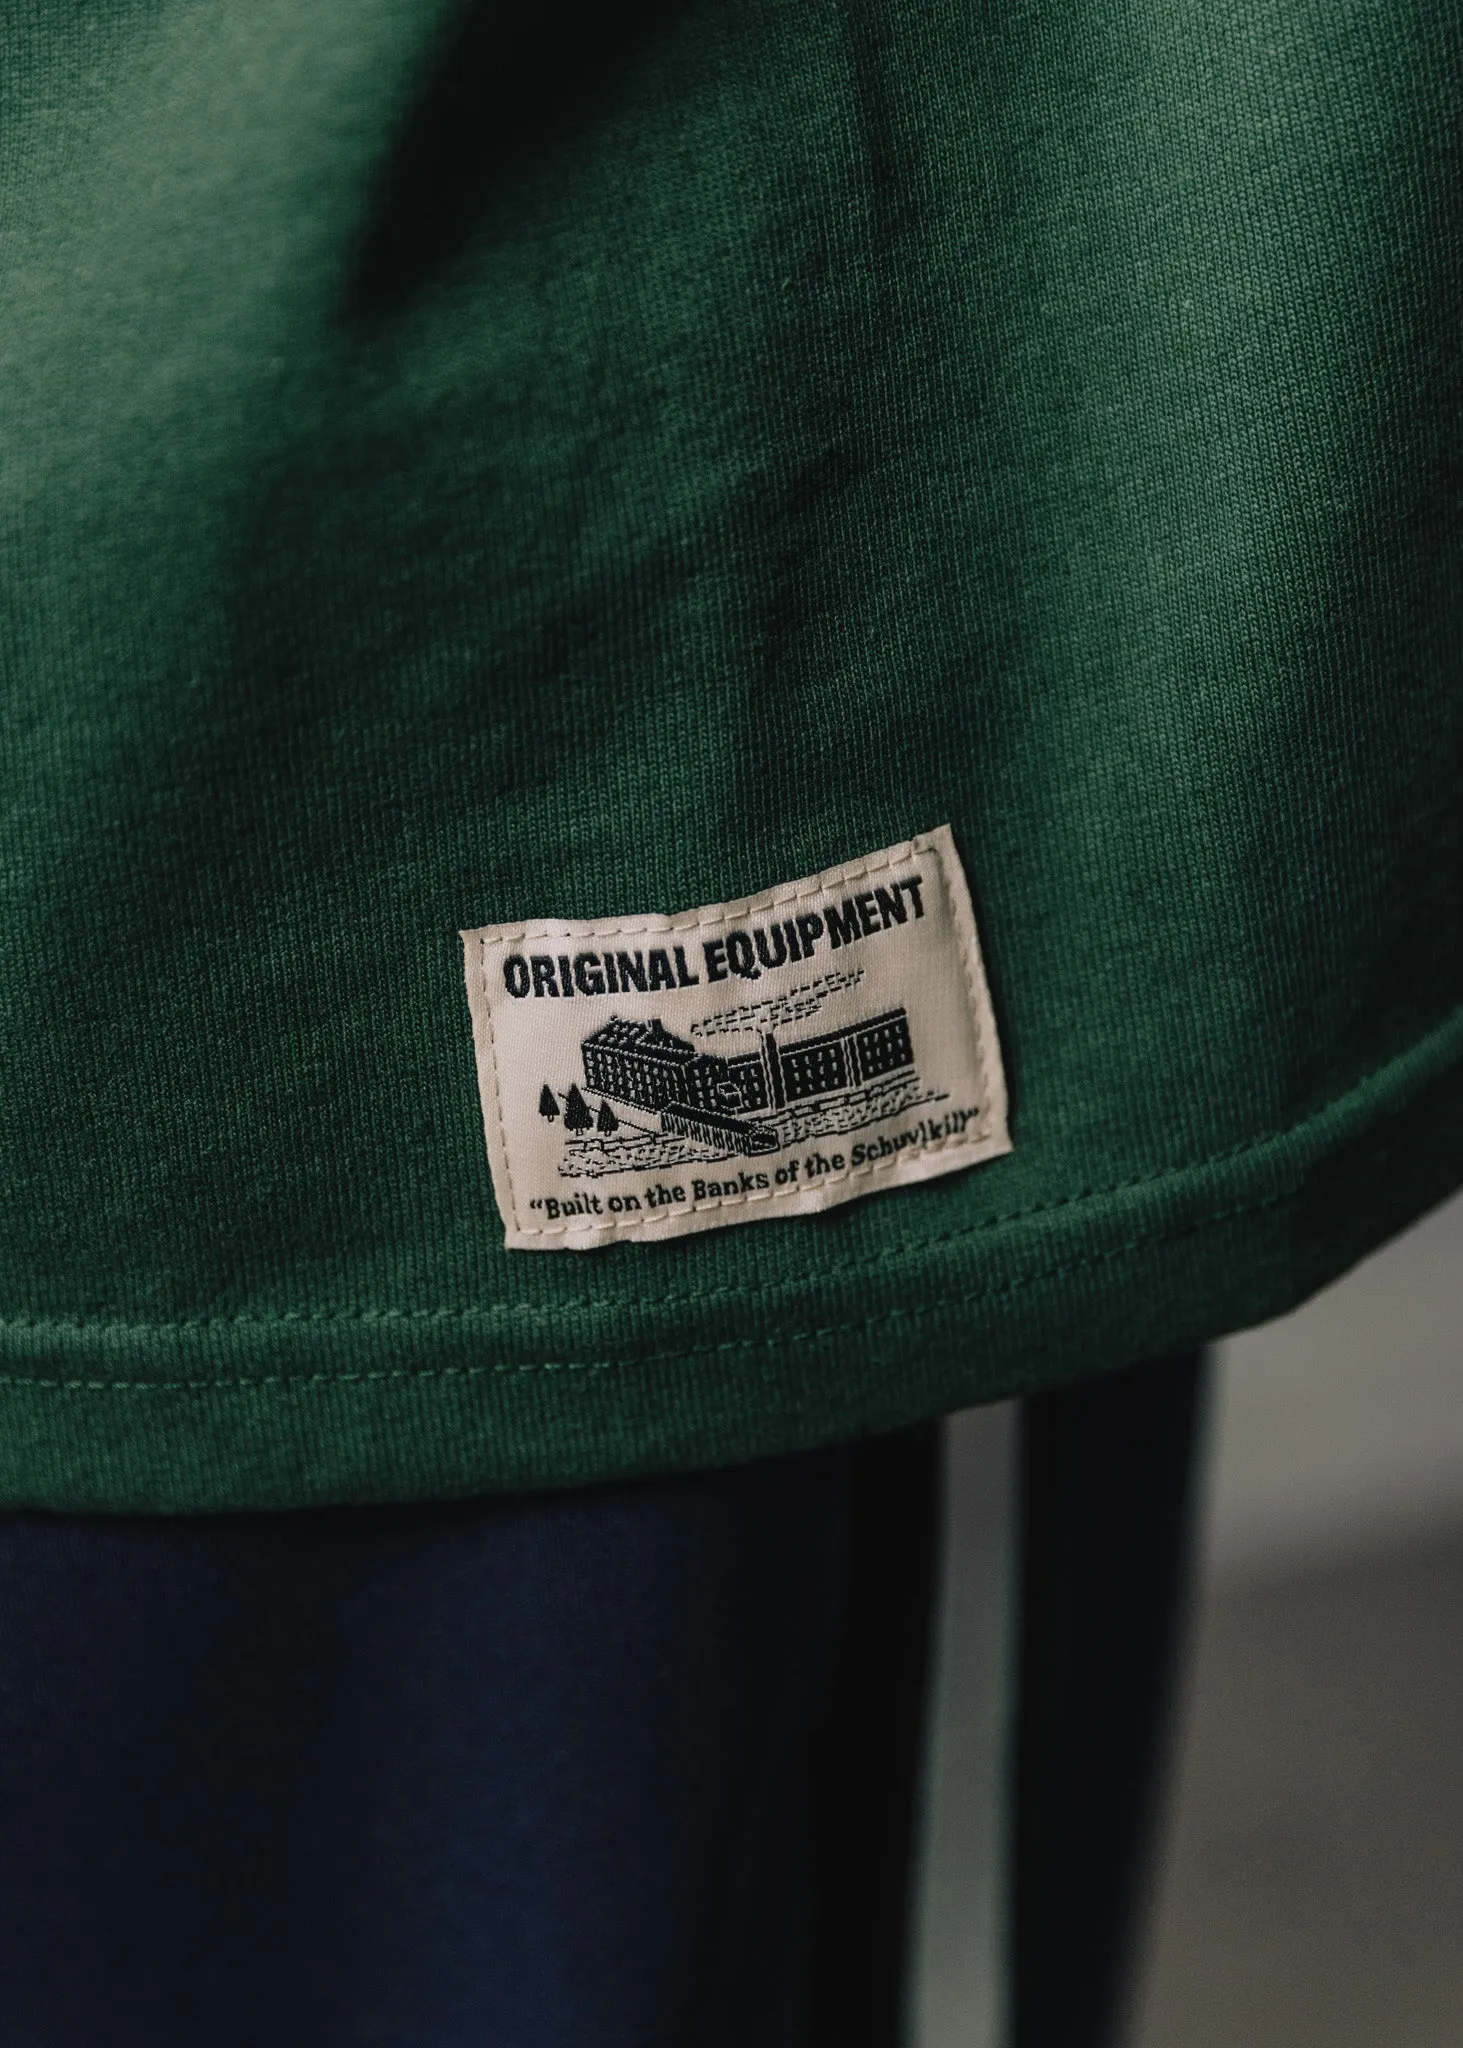 ORIGINAL EQUIPMENT
“Built on the Banks of the Schuylkill”